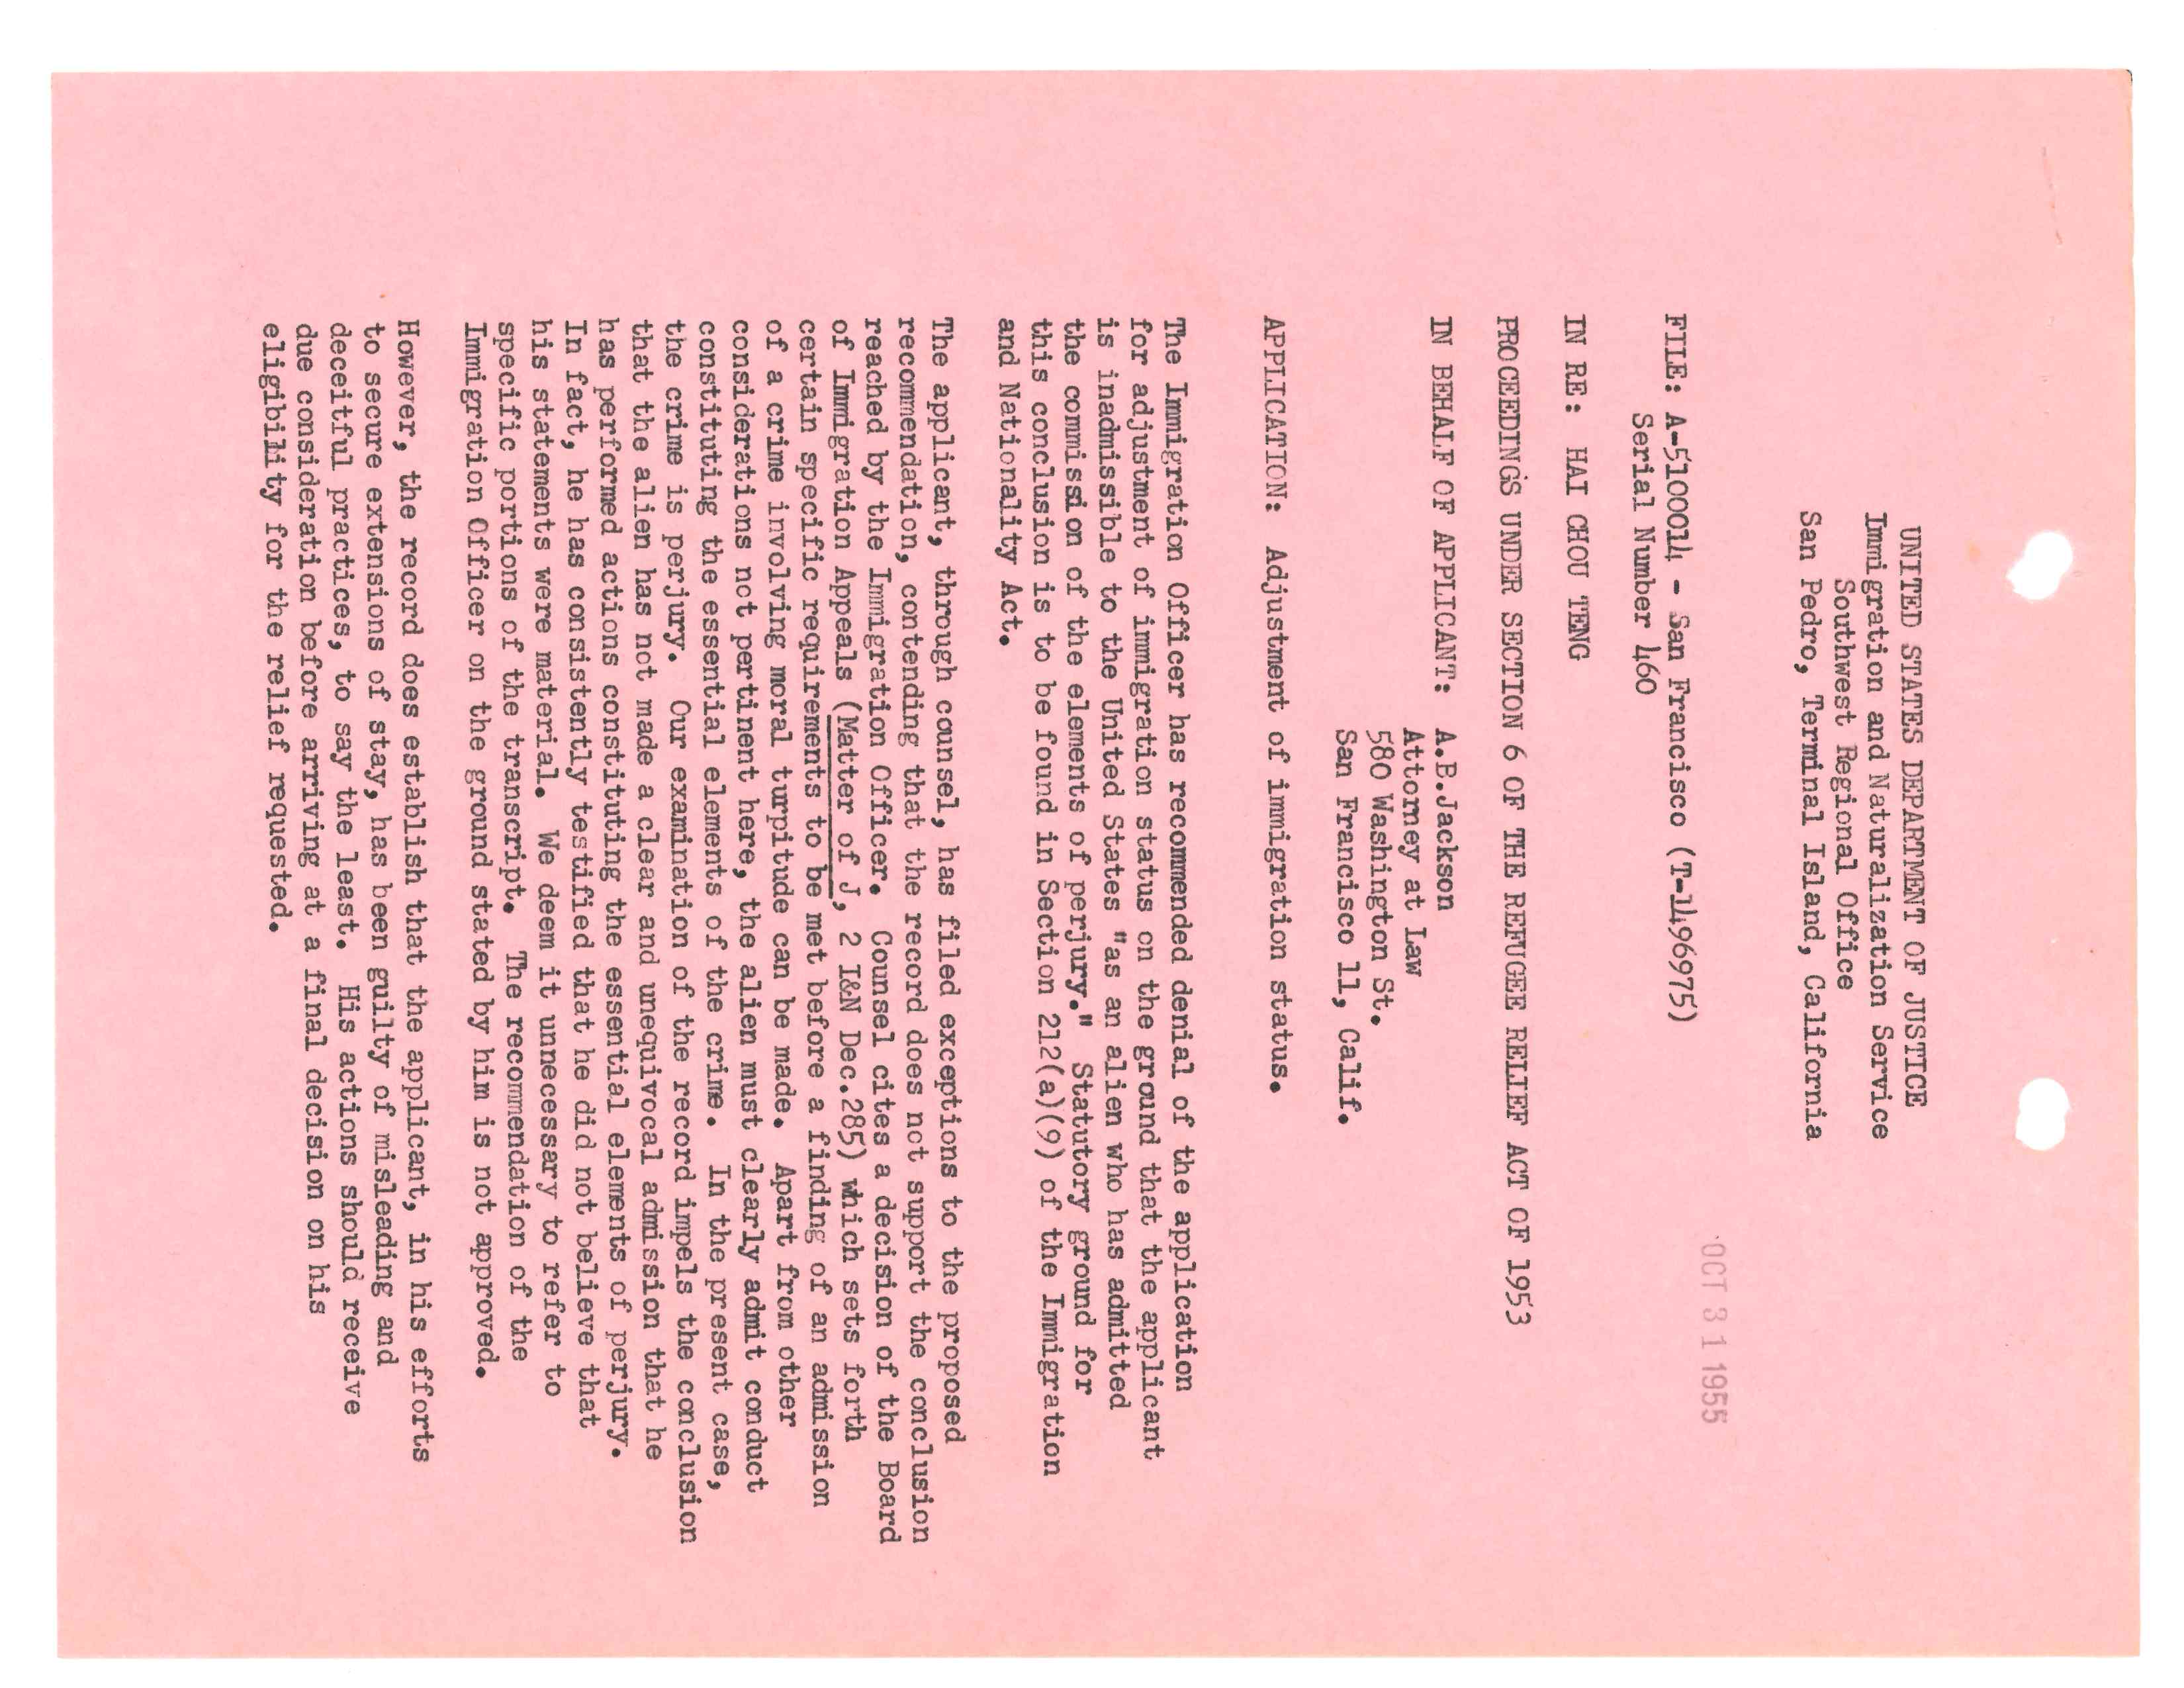 UNITED STATES DEPARTMENT OF JUSTICE
Immigration and Naturalization Service
Southwest Regional Office
San Pedro, Terminal Island, California
OCT 31 1955
FILE: A-5100014 - San Francisco (T-1496975)
Serial Number 460
IN RE: HAI CHOU TENG
PROCEEDINGS UNDER SECTION 6 OF THE REFUGEE RELIEF ACT OF 1953
IN BEHALF OF APPLICANT: A.B.Jackson
Attorney at Law
580 Washington St.
San Francisco 11, Calif.
APPLICATION: Adjustment of immigration status.
The Immigration Officer has recommended denial of the application
for adjustment of immigration status on the ground that the applicant
is inadmissible to the United States "as an alien who has admitted
the commission of the elements of perjury." Statutory ground for
this conclusion is to be found in Section 212(a)(9) of the Immigration
and Nationality Act.
The applicant, through counsel, has filed exceptions to the proposed
recommendation, contending that the record does not support the conclusion
reached by the Immigration Officer. Counsel cites a decision of the Board
of Immigration Appeals (Matter of J, 2 I&N Dec.285) which sets forth
certain specific requirements to be met before a finding of an admission
of a crime involving moral turpitude can be made. Apart from other
considerations not pertinent here, the alien must clearly admit conduct
constituting the essential elements of the crime. In the present case,
the crime is perjury. Our examination of the record impels the conclusion
that the alien has not made a clear and unequivocal admission that he
has performed actions constituting the essential elements of perjury.
In fact, he has consistently testified that he did not believe that
his statements were material. We deem it unnecessary to refer to
specific portions of the transcript. The recommendation of the
Immigration Officer on the ground stated by him is not approved.
However, the record does establish that the applicant, in his efforts
to secure extensions of stay, has been guilty of misleading and
deceitful practices, to say the least. His actions should receive
due consideration before arriving at a final decision on his
eligibility for the relief requested.